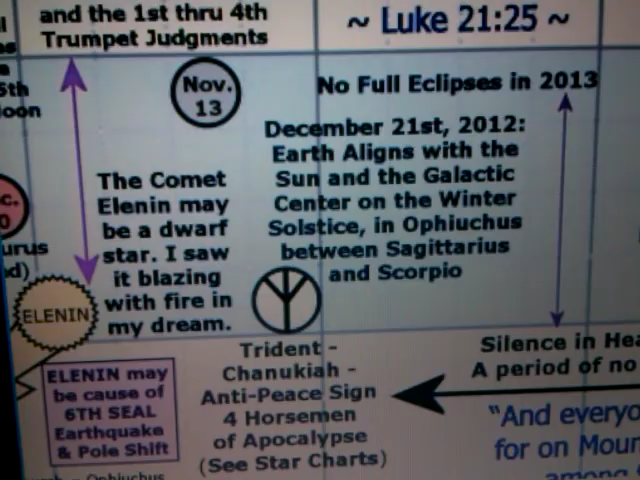 and the 1st thru 4th
Trumpet Judgments
~ Luke 21:25 ~
5th
Nov.
13
No Full Eclipses in 2013
December 21st, 2012:
Earth Aligns with the
Sun and the Galactic
Center on the Winter
Solstice, in Ophiuchus
between Sagittarius
and Scorpio
The Comet
Elenin may
be a dwarf
star. I saw
it blazing
with fire in
my dream.
ELENIN
ELENIN may
be cause of
6TH SEAL
Earthquake
& Pole Shift
Trident -
Chanukiah -
Anti-Peace Sign
4 Horsemen
of Apocalypse
(See Star Charts)
Silence in Hea
A period of no
"And everyo
for on Moun
Ophiuchus